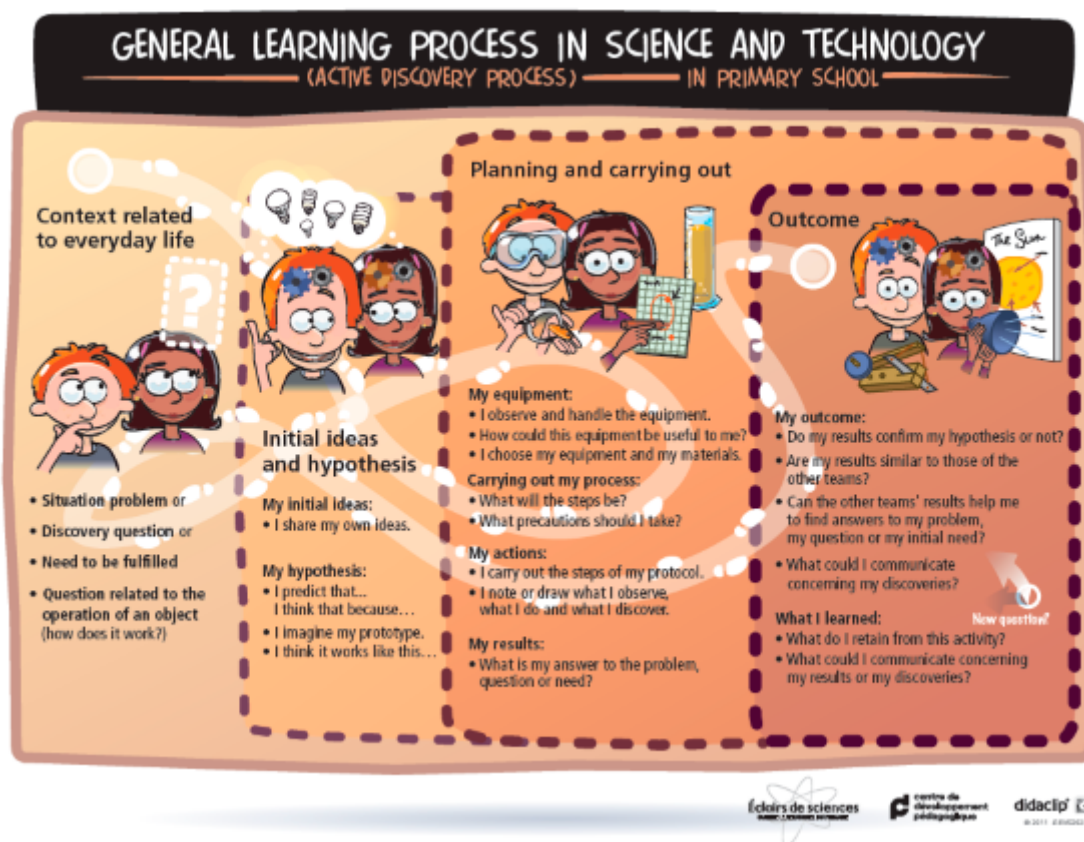 GENERAL LEARNING PROCESS IN SCIENCE AND TECHNOLOGY
(ACTIVE DISCOVERY PROCESS) IN PRIMARY SCHOOL
Context related
to everyday life
?
• Situation problem or
• Discovery question or
• Need to be fulfilled
• Question related to the
operation of an object
(how does it work?)
Initial ideas
and hypothesis
My initial ideas:
• I share my own ideas.
My hypothesis:
• I predict that...
I think that because...
• I imagine my prototype.
• I think it works like this...
Planning and carrying out
My equipment:
• I observe and handle the equipment.
• How could this equipment be useful to me?
• I choose my equipment and my materials.
Carrying out my process:
• What will the steps be?
• What precautions should I take?
My actions:
• I carry out the steps of my protocol.
• I note or draw what I observe,
what I do and what I discover.
My results:
• What is my answer to the problem,
question or need?
Outcome
The Sun
My outcome:
• Do my results confirm my hypothesis or not?
• Are my results similar to those of the
other teams?
• Can the other teams' results help me
to find answers to my problem,
my question or my initial need?
• What could I communicate
concerning my discoveries?
New question?
What I learned:
• What do I retain from this activity?
• What could I communicate concerning
my results or my discoveries?
Éclairs de sciences
centre de
développement
pédagogique
didaclip